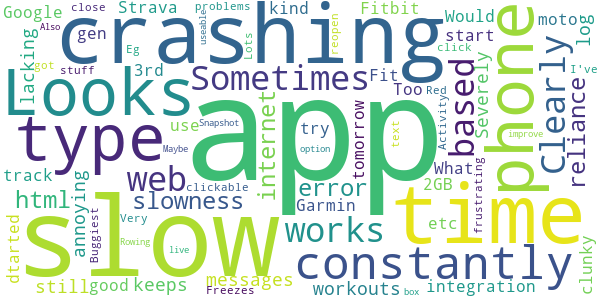 Google
close
Also
Strava
problems
kind
Fitbit
Would
start
moto
log
gen
lacking
Eg
got
stuff
3rd
crashing
useable
Lots
reopen
click
I've
Looks
Sometimes
Fit
Too
Severely
phone
clearly
reliance
type
app
internet
try
tomorrow
text
Activity
Red
based
What
improve
use
Snapshot
Maybe
option
web
clickable
error
2GB
frustrating
track
html
annoying
slowness
Garmin
etc
time
dtarted
Buggiest
Very
Rowing
live
slow
works
constantly
clunky
still
good
keeps
Freezes
messages
workouts
box
integration